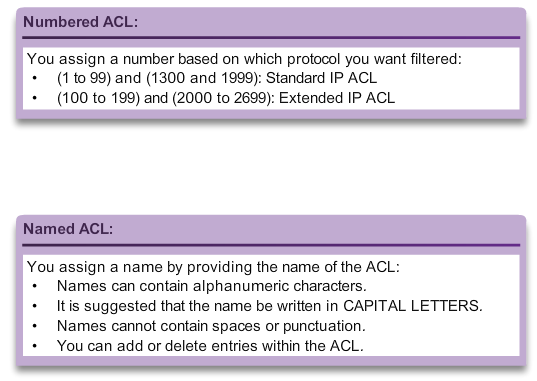 Numbered ACL:
You assign a number based on which protocol you want filtered:
• (1 to 99) and (1300 and 1999): Standard IP ACL
• (100 to 199) and (2000 to 2699): Extended IP ACL
Named ACL:
You assign a name by providing the name of the ACL:
• Names can contain alphanumeric characters.
• It is suggested that the name be written in CAPITAL LETTERS.
• Names cannot contain spaces or punctuation.
• You can add or delete entries within the ACL.